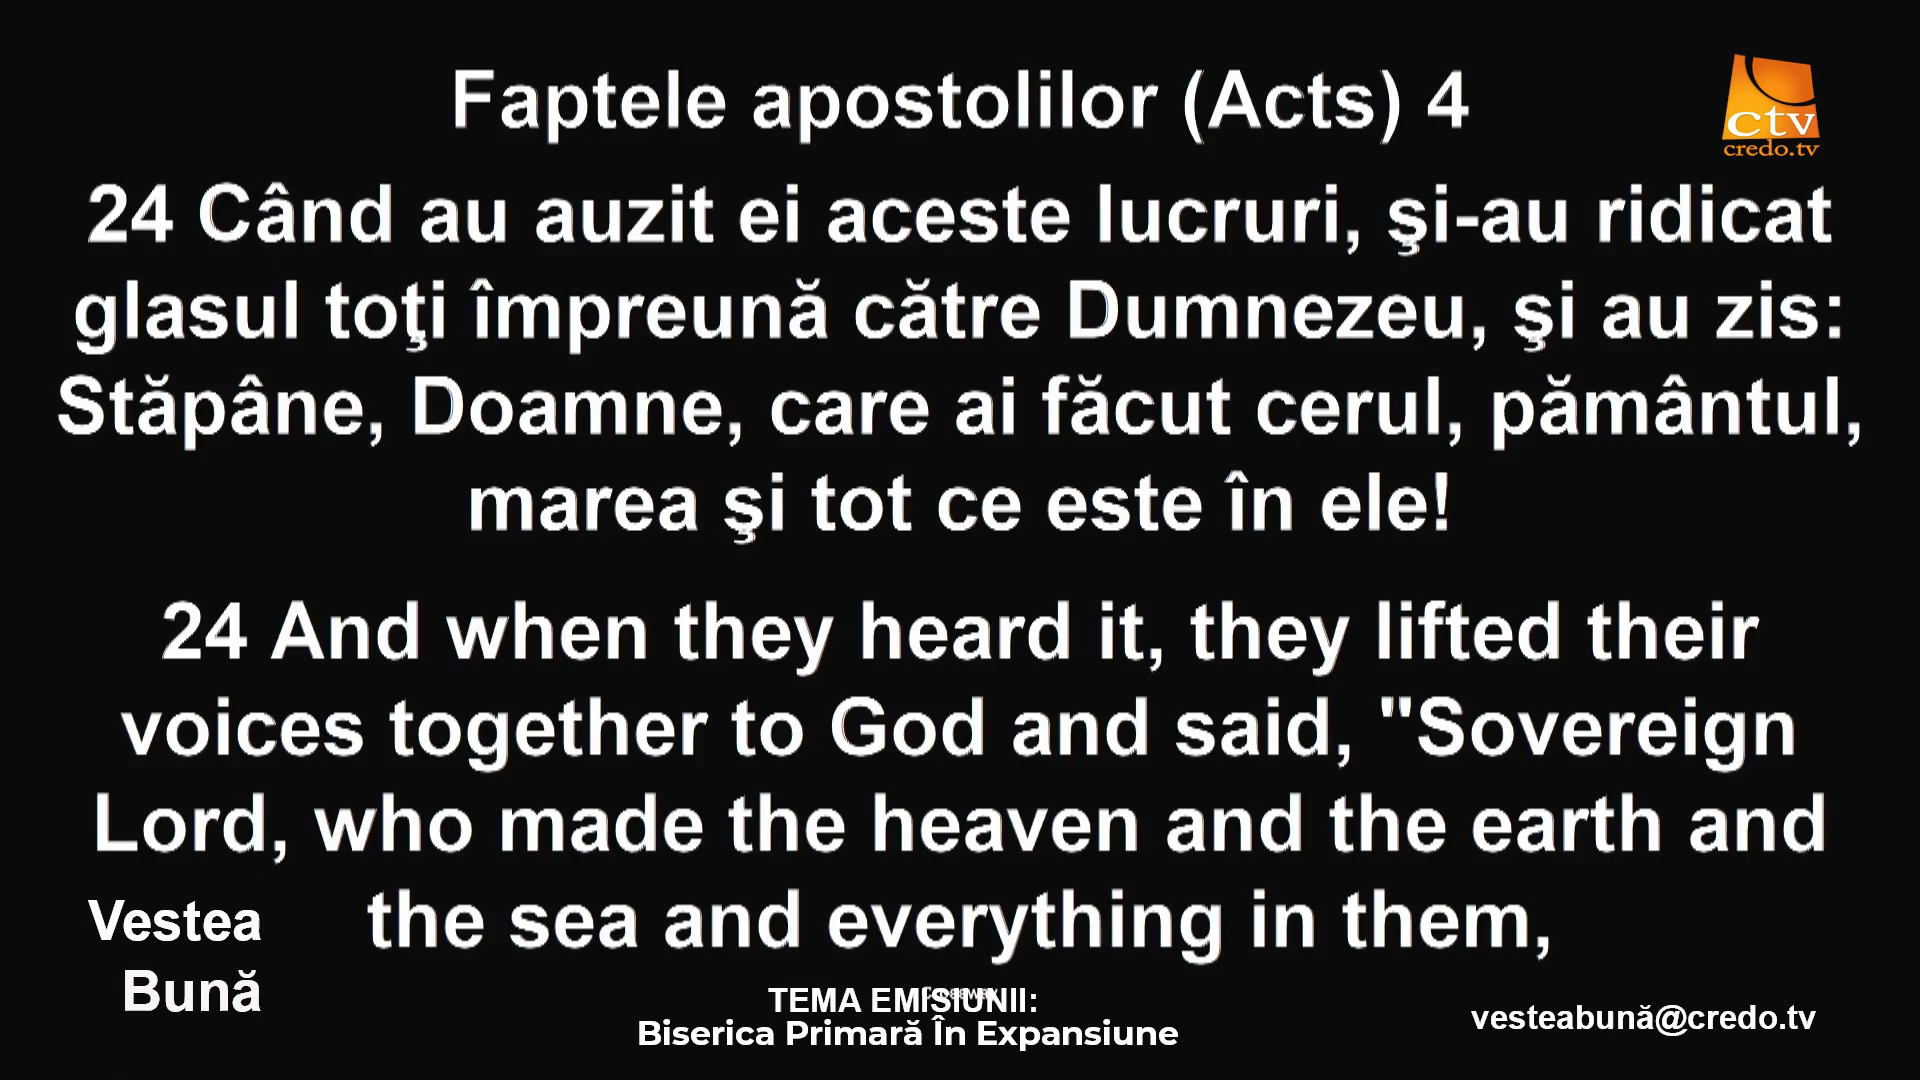 Faptele apostolilor (Acts) 4
ctv
credo.tv
24 Când au auzit ei aceste lucruri, şi-au ridicat
glasul toţi împreună către Dumnezeu, şi au zis:
Stăpâne, Doamne, care ai făcut cerul, pământul,
marea şi tot ce este în ele!
24 And when they heard it, they lifted their
voices together to God and said, "Sovereign
Lord, who made the heaven and the earth and
the sea and everything in them,
Vestea
Bună
TEMA EMISIUNII:
Biserica Primară În Expansiune
vesteabună@credo.tv